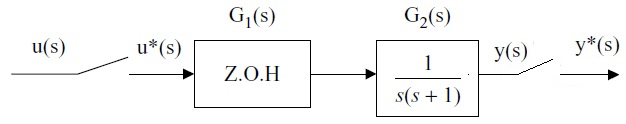 G₁(s) G₂(s)
u(s) u*(s) y(s) y*(s)
Z.O.H 1
s(s + 1)